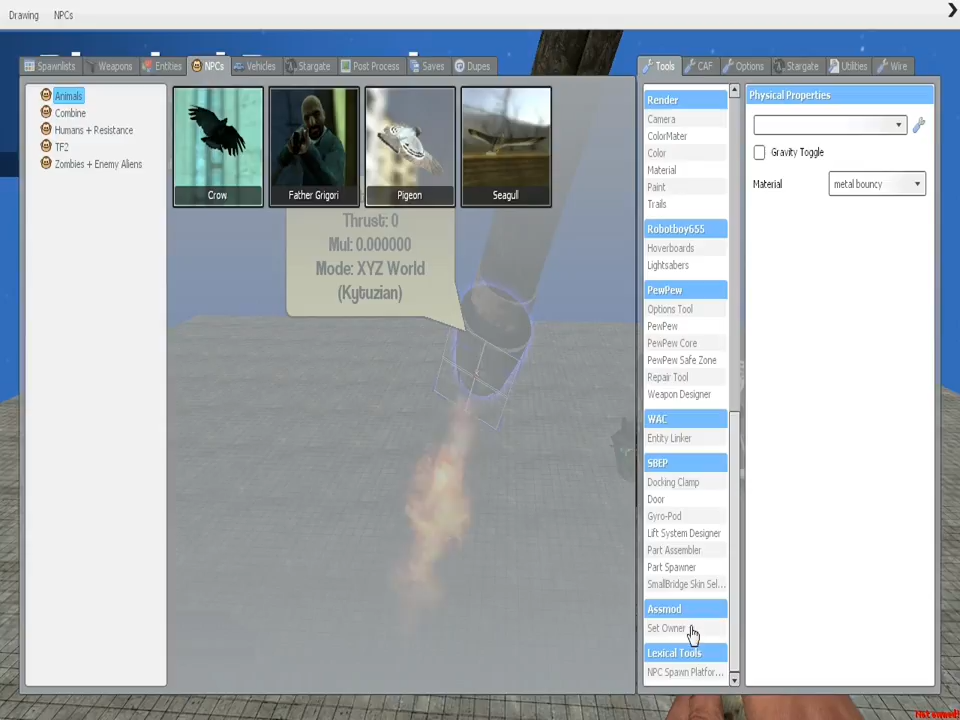 Drawing NPCs
Spawnlists Weapons Entities NPCs Vehicles Stargate Post Process Saves Dupes
Tools CAF Options Stargate Utilities Wire
Animals
Combine
Humans + Resistance
TF2
Zombies + Enemy Aliens
Crow
Father Grigori
Pigeon
Seagull
Thrust: 0
Mul: 0.000000
Mode: XYZ World
(Kytuzian)
Render
Camera
ColorMater
Color
Material
Paint
Trails
Robotboy655
Hoverboards
Lightsabers
PewPew
Options Tool
PewPew
PewPew Core
PewPew Safe Zone
Repair Tool
Weapon Designer
WAC
Entity Linker
SBEP
Docking Clamp
Door
Gyro-Pod
Lift System Designer
Part Assembler
Part Spawner
SmallBridge Skin Sel...
Assmod
Set Owner
Lexical Tools
NPC Spawn Platfor...
Physical Properties
Gravity Toggle
Material metal bouncy
Not owned!